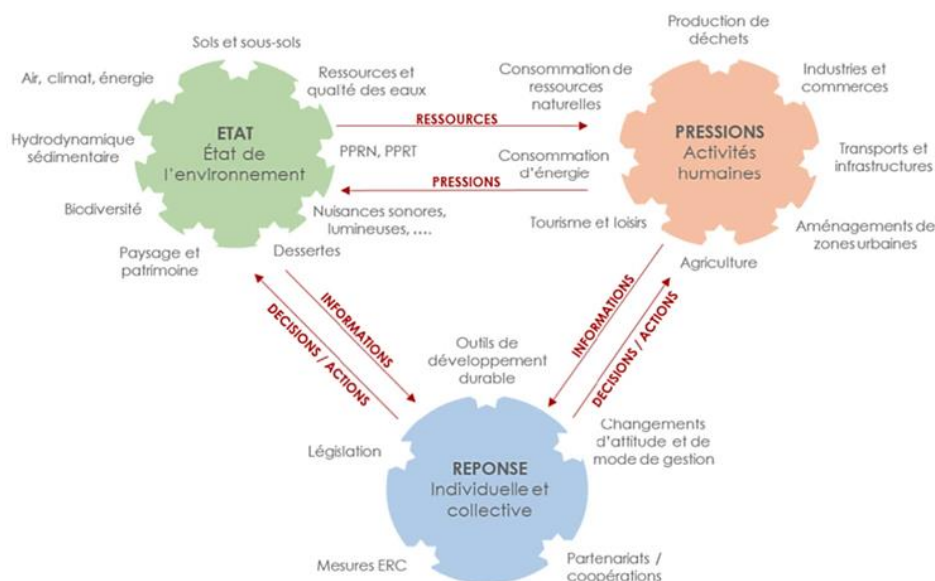 Sols et sous-sols
Air, climat, énergie
Ressources et
qualité des eaux
Hydrodynamique
sédimentaire
ETAT
État de
l'environnement
PPRN, PPRT
Biodiversité
Nuisances sonores,
lumineuses, ....
Paysage et
patrimoine
Dessertes
RESSOURCES
PRESSIONS
Production de
déchets
Consommation de
ressources
naturelles
Industries et
commerces
PRESSIONS
Activités
humaines
Consommation
d'énergie
Transports et
infrastructures
Tourisme et loisirs
Aménagements de
zones urbaines
Agriculture
INFORMATIONS
DECISIONS / ACTIONS
INFORMATIONS
DECISIONS / ACTIONS
Outils de
développement
durable
Législation
Changements
d'attitude et de
mode de gestion
REPONSE
Individuelle et
collective
Mesures ERC
Partenariats /
coopérations